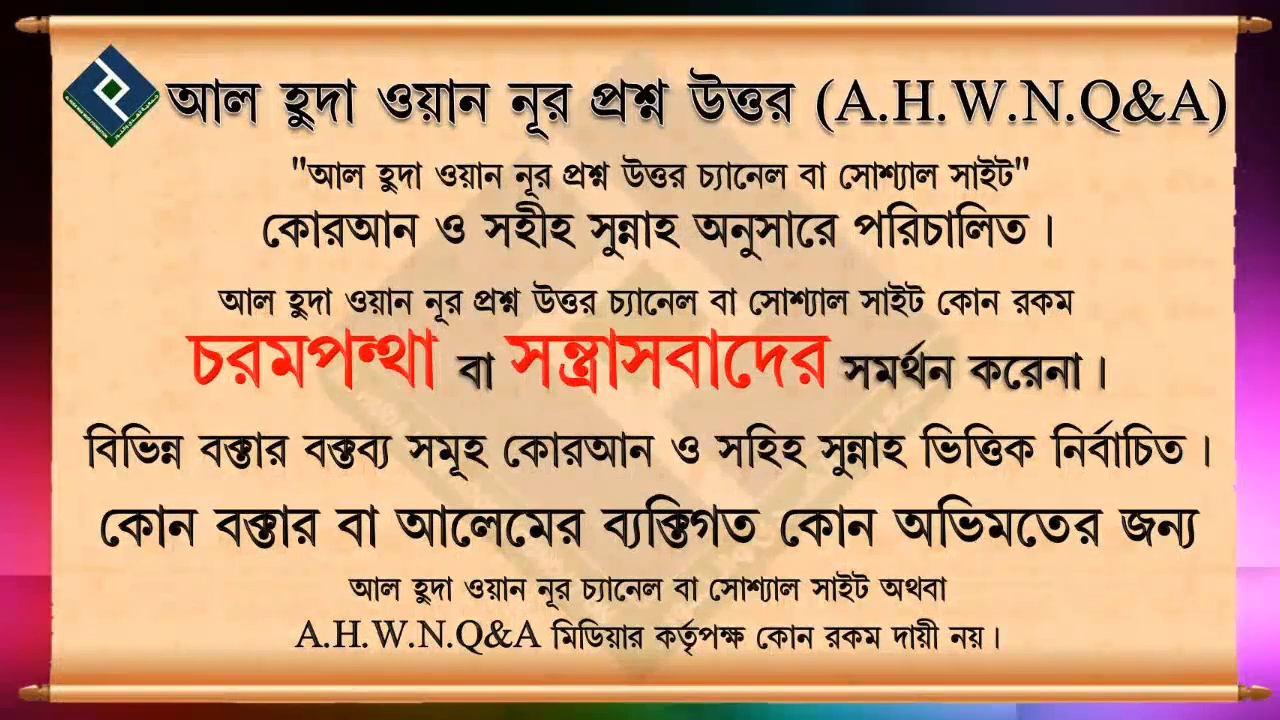 আল হুদা ওয়ান নূর প্রশ্ন উত্তর (A.H.W.N.Q&A)
"আল হুদা ওয়ান নূর প্রশ্ন উত্তর চ্যানেল বা সোশ্যাল সাইট"
কোরআন ও সহীহ সুন্নাহ অনুসারে পরিচালিত।
আল হুদা ওয়ান নূর প্রশ্ন উত্তর চ্যানেল বা সোশ্যাল সাইট কোন রকম
চরমপন্থা বা সন্ত্রাসবাদের সমর্থন করেনা।
বিভিন্ন বক্তার বক্তব্য সমূহ কোরআন ও সহিহ সুন্নাহ ভিত্তিক নির্বাচিত।
কোন বক্তার বা আলেমের ব্যক্তিগত কোন অভিমতের জন্য
আল হুদা ওয়ান নূর চ্যানেল বা সোশ্যাল সাইট অথবা
A.H.W.N.Q&A মিডিয়ার কর্তৃপক্ষ কোন রকম দায়ী নয়।